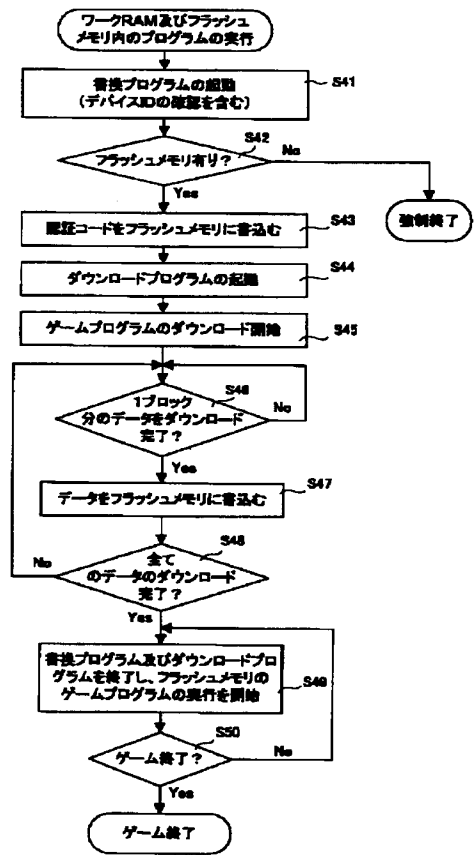 ワークRAM及びフラッシュ
メモリ内のプログラムの実行
書換プログラムの起動
(デバイスIDの確認を含む)
S41
S42
フラッシュメモリ有り?
No
Yes
強制終了
認証コードをフラッシュメモリに書込む
S43
ダウンロードプログラムの起動
S44
ゲームプログラムのダウンロード開始
S45
S46
1ブロック
分のデータをダウンロード
完了?
No
Yes
データをフラッシュメモリに書込む
S47
S48
全て
のデータのダウンロード
完了?
No
Yes
書換プログラム及びダウンロードプロ
グラムを終了し、フラッシュメモリの
ゲームプログラムの実行を開始
S49
S50
ゲーム終了?
No
Yes
ゲーム終了